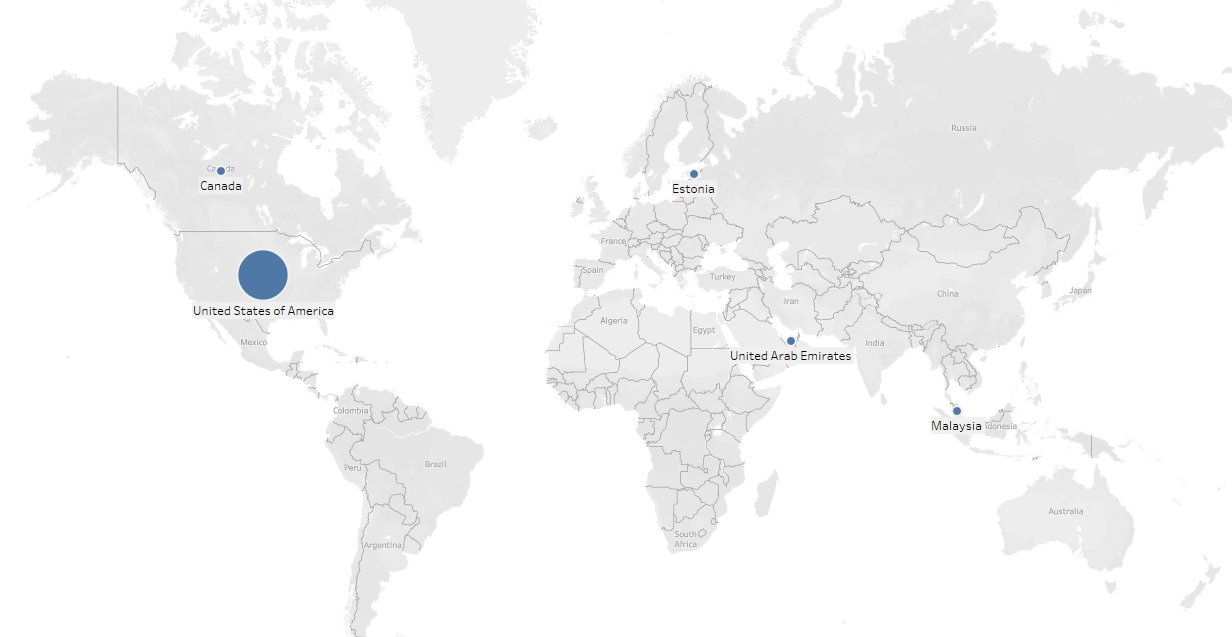 Russia
Canada
Canada
Estonia
France
Spain
Turkey
China
Japan
Iran
United States of America
Algeria
Egypt
Mexico
India
United Arab Emirates
Colombia
Malaysia
donesia
Peru
Brazil
Australia
Argentina
South
Africa